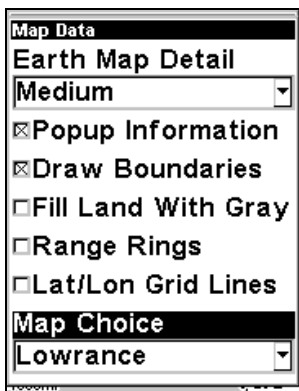 Map Data
Earth Map Detail
Medium
Popup Information
Draw Boundaries
Fill Land With Gray
Range Rings
Lat/Lon Grid Lines
Map Choice
Lowrance